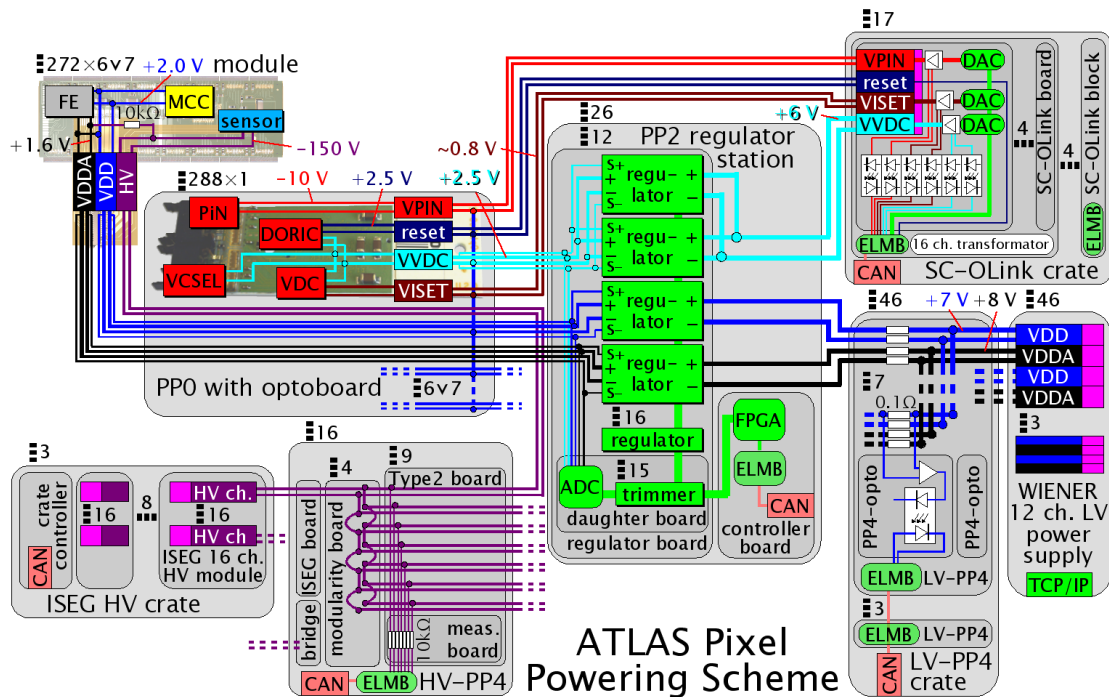 272×6v7
+2.0 V
module
FE
MCC
10kΩ
sensor
+1.6 V
-150 V
VDDA
VDD
HV
288×1
-10 V
+2.5 V
~0.8 V
+2.5 V
PiN
VPIN
DORIC
reset
VVDC
VCSEL
VDC
VISET
PP0 with optoboard
6v7
26
12
PP2 regulator
station
+6 V
S+
+
−
S−
regu-
lator
+
−
S+
+
−
S−
regu-
lator
+
−
S+
+
−
S−
regu-
lator
+
−
S+
+
−
S−
regu-
lator
+
−
16
regulator
15
ADC
trimmer
daughter board
regulator board
FPGA
ELMB
CAN
controller
board
17
VPIN
DAC
reset
VISET
DAC
VVDC
DAC
4
SC-OLink board
4
SC-OLink block
ELMB
ELMB
16 ch. transformator
CAN
SC-OLink crate
46
+7 V
+8 V
46
VDD
VDDA
VDD
VDDA
7
0.1Ω
3
PP4-opto
PP4-opto
ELMB
LV-PP4
3
ELMB
LV-PP4
CAN
LV-PP4
crate
WIENER
12 ch. LV
power
supply
TCP/IP
3
crate
controller
CAN
16
8
HV ch.
16
HV ch
ISEG 16 ch.
HV module
ISEG HV crate
16
4
9
Type2 board
ISEG board
modularity board
bridge
10kΩ
meas.
board
CAN
ELMB
HV-PP4
ATLAS Pixel
Powering Scheme